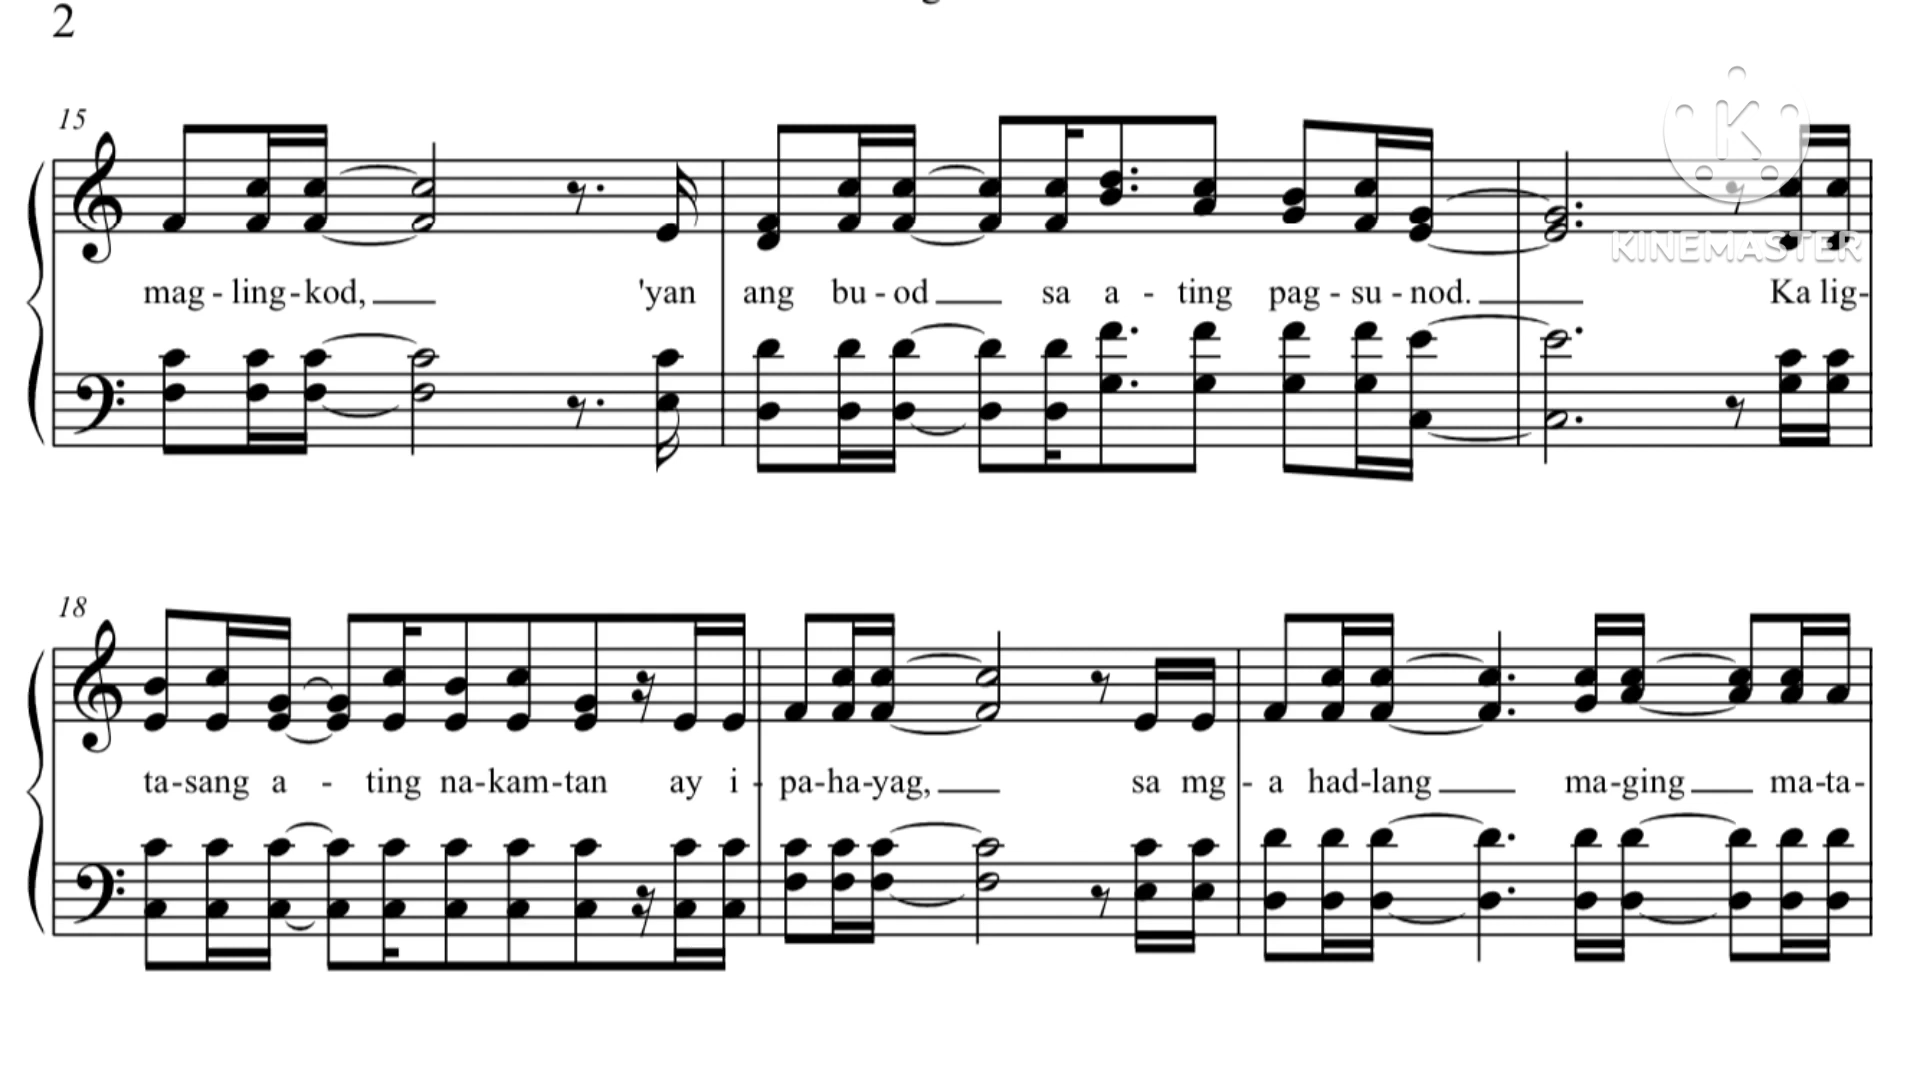 2
15
mag - ling - kod, 'yan ang bu - od sa a - ting pag - su - nod. Ka lig-
K
KINEMASTER
18
ta-sang a - ting na-kam-tan ay i - pa-ha-yag, sa mg - a had-lang ma-ging ma-ta-